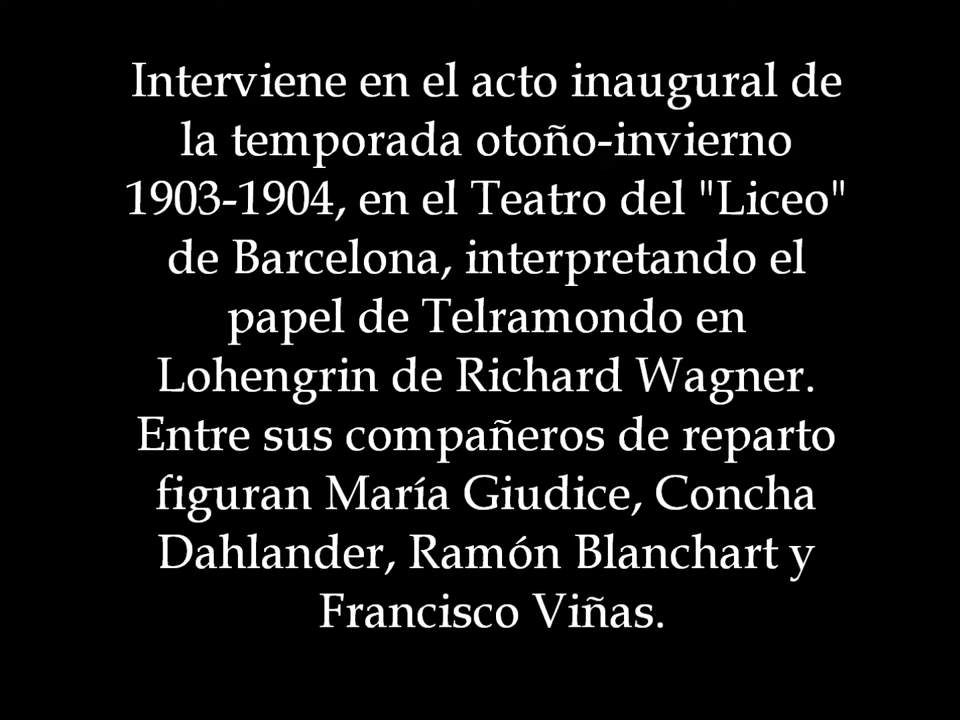 Interviene en el acto inaugural de
la temporada otoño-invierno
1903-1904, en el Teatro del "Liceo"
de Barcelona, interpretando el
papel de Telramondo en
Lohengrin de Richard Wagner.
Entre sus compañeros de reparto
figuran María Giudice, Concha
Dahlander, Ramón Blanchart y
Francisco Viñas.